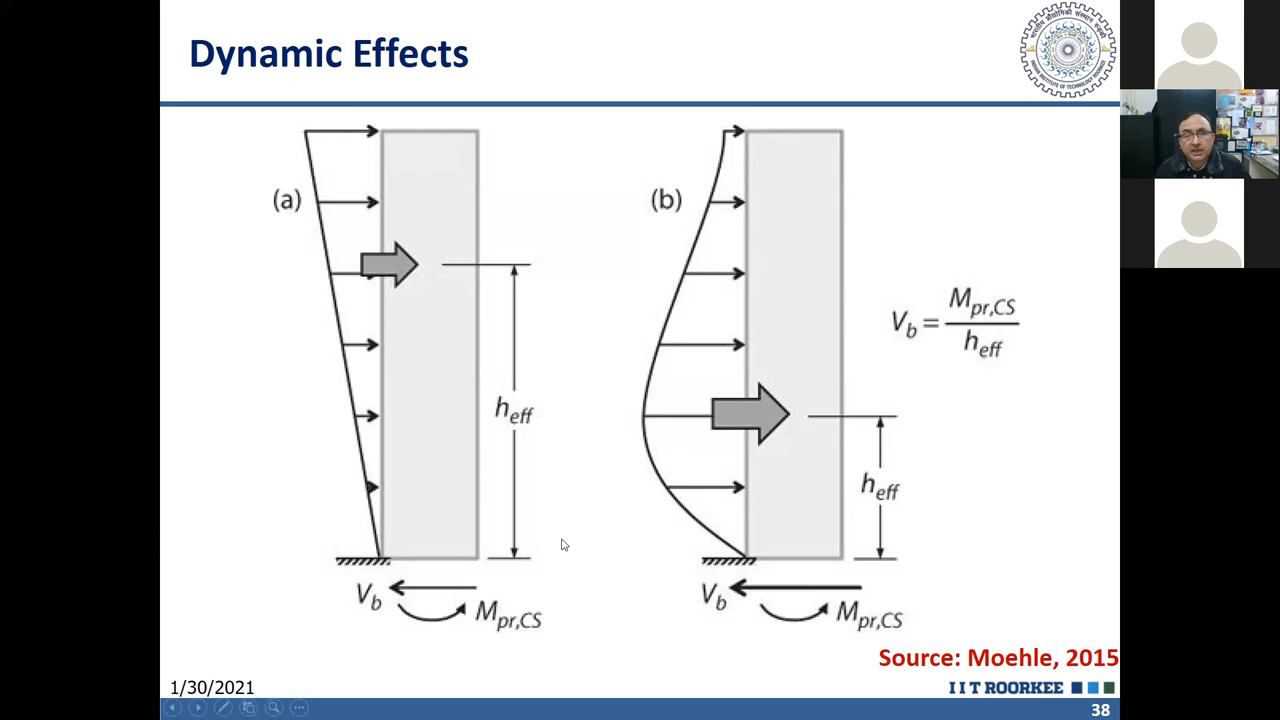 Dynamic Effects
(a)
h_eff
V_b
M_pr,CS
(b)
h_eff
V_b
M_pr,CS
V_b = M_pr,CS / h_eff
Source: Moehle, 2015
1/30/2021
I I T ROORKEE
38